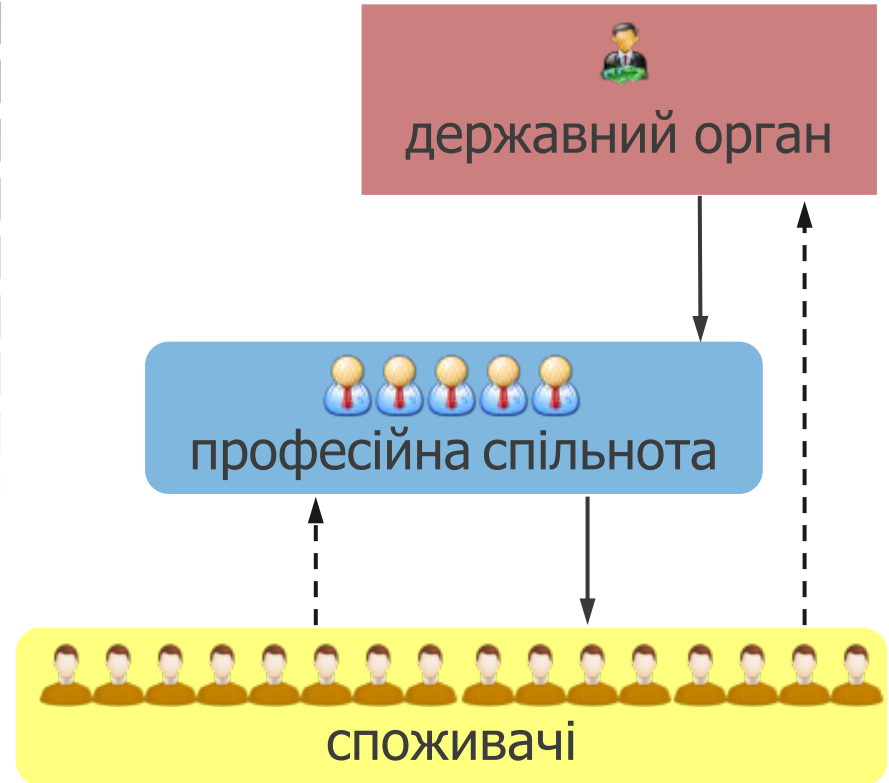 державний орган
професійна спільнота
споживачі